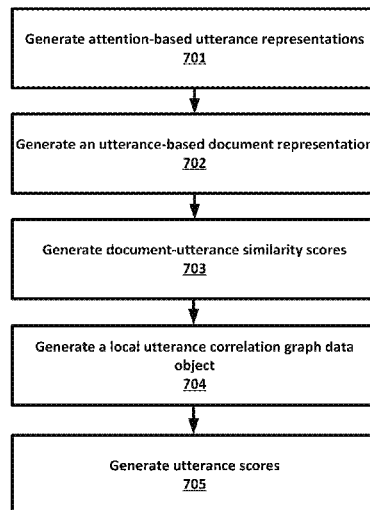 Generate attention-based utterance representations
701
Generate an utterance-based document representation
702
Generate document-utterance similarity scores
703
Generate a local utterance correlation graph data
object
704
Generate utterance scores
705